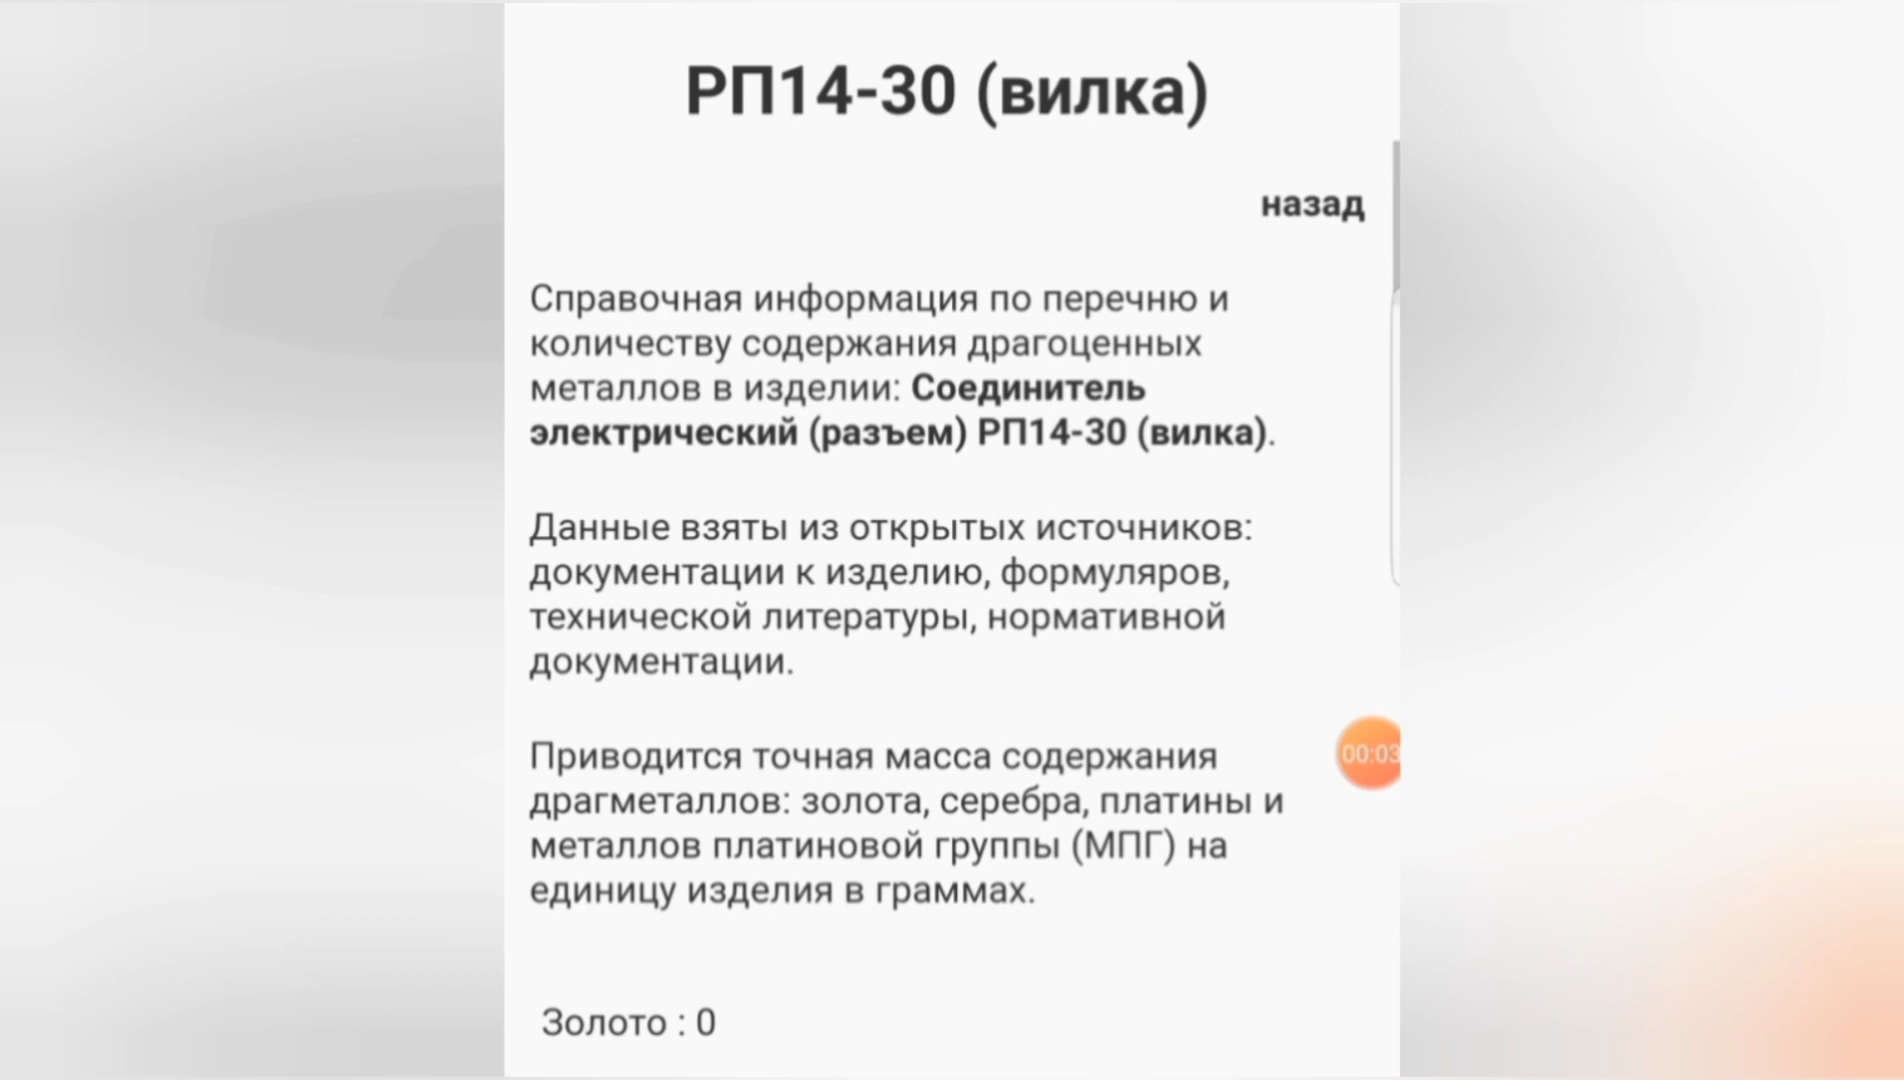 РП14-30 (вилка)
назад
Справочная информация по перечню и
количеству содержания драгоценных
металлов в изделии: Соединитель
электрический (разъем) РП14-30 (вилка).
Данные взяты из открытых источников:
документации к изделию, формуляров,
технической литературы, нормативной
документации.
Приводится точная масса содержания
драгметаллов: золота, серебра, платины и
металлов платиновой группы (МПГ) на
единицу изделия в граммах.
00:03
Золото : 0